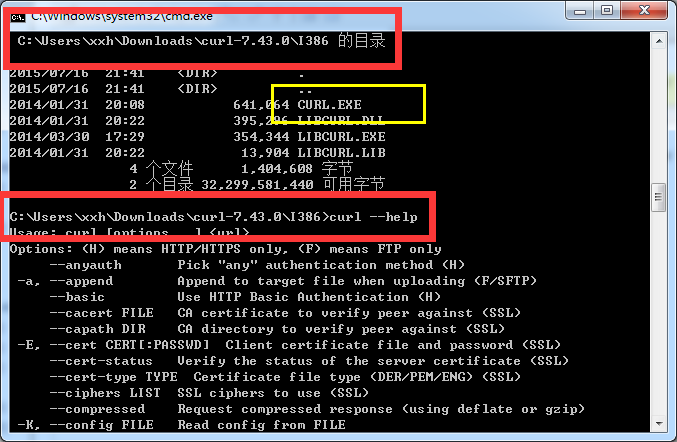 C:\Windows\system32\cmd.exe
C:\Users\xxh\Downloads\curl-7.43.0\I386 的目录
2015/07/16  21:41    <DIR>          .
2015/07/16  21:41    <DIR>          ..
2014/01/31  20:08           641,064 CURL.EXE
2014/01/31  20:22           395,296 LIBCURL.DLL
2014/03/30  17:29           354,344 LIBCURL.EXE
2014/01/31  20:22            13,904 LIBCURL.LIB
4 个文件      1,404,608 字节
2 个目录 32,299,581,440 可用字节
C:\Users\xxh\Downloads\curl-7.43.0\I386>curl --help
Usage: curl [options...] <url>
Options: (H) means HTTP/HTTPS only, (F) means FTP only
--anyauth       Pick "any" authentication method (H)
-a, --append        Append to target file when uploading (F/SFTP)
--basic         Use HTTP Basic Authentication (H)
--cacert FILE   CA certificate to verify peer against (SSL)
--capath DIR    CA directory to verify peer against (SSL)
-E, --cert CERT[:PASSWD]  Client certificate file and password (SSL)
--cert-status   Verify the status of the server certificate (SSL)
--cert-type TYPE  Certificate file type (DER/PEM/ENG) (SSL)
--ciphers LIST  SSL ciphers to use (SSL)
--compressed    Request compressed response (using deflate or gzip)
-K, --config FILE   Read config from FILE